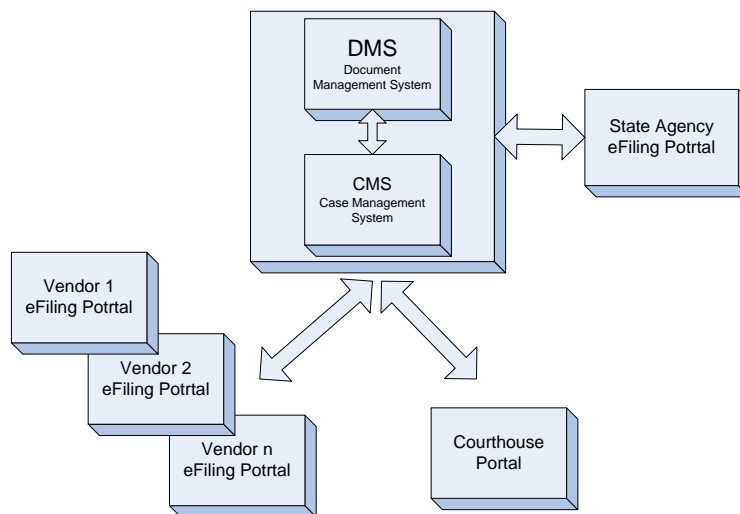 DMS
Document
Management System
CMS
Case Management
System
State Agency
eFiling Potrtal
Vendor 1
eFiling Potrtal
Vendor 2
eFiling Potrtal
Vendor n
eFiling Potrtal
Courthouse
Portal